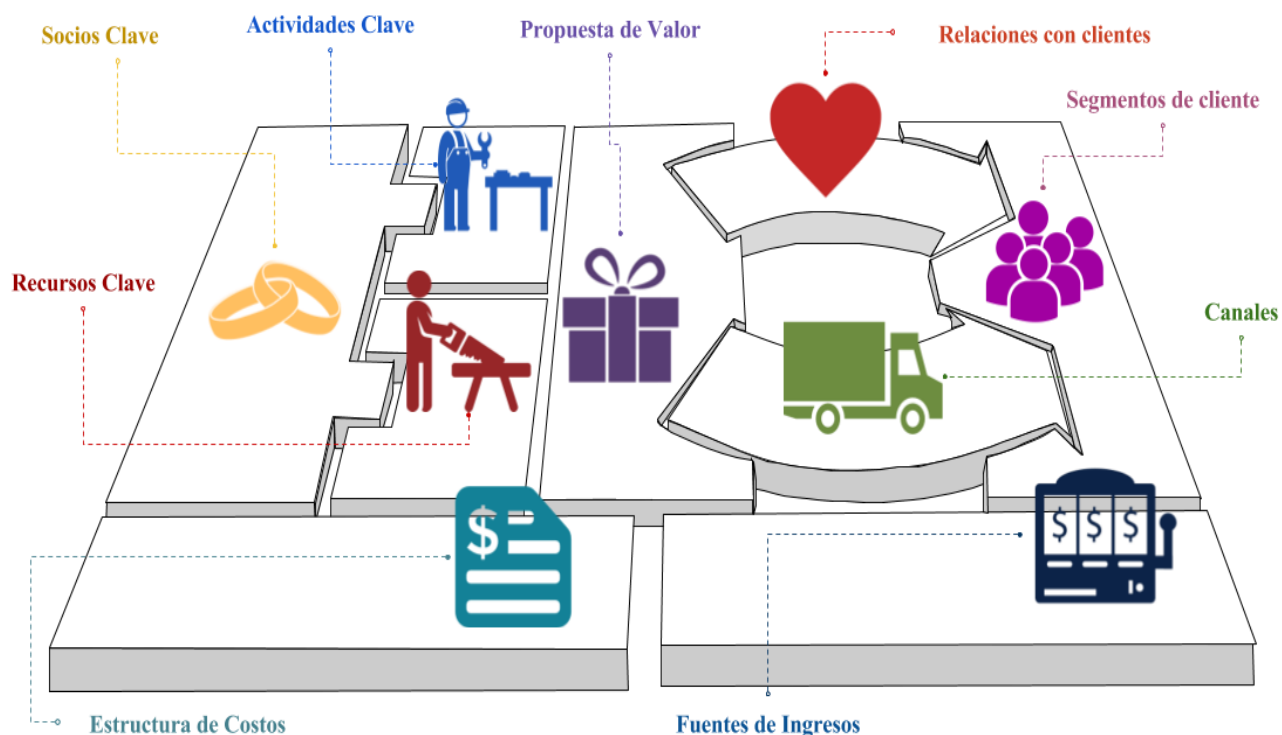 Socios Clave
Actividades Clave
Propuesta de Valor
Relaciones con clientes
Segmentos de cliente
Recursos Clave
Canales
$
$ $ $
Estructura de Costos
Fuentes de Ingresos